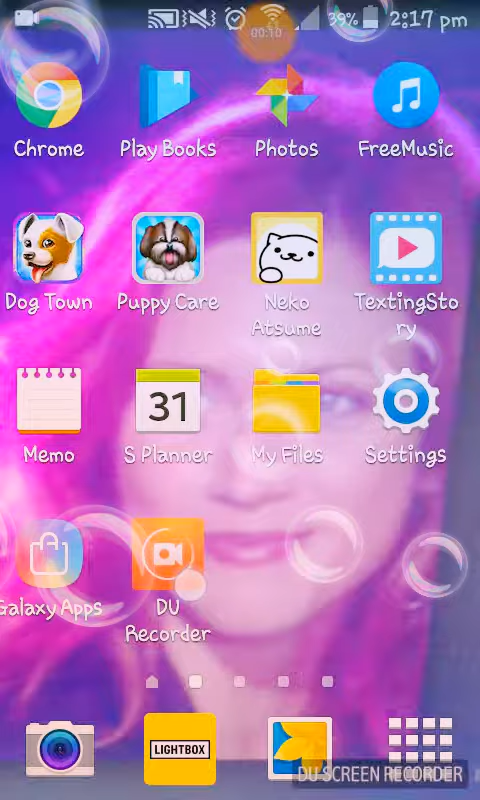 39% 2:17 pm
00:10
Chrome
Play Books
Photos
FreeMusic
Dog Town
Puppy Care
Neko
Atsume
TextingSto
ry
31
Memo
S Planner
My Files
Settings
Galaxy Apps
DU
Recorder
LIGHTBOX
DU SCREEN RECORDER